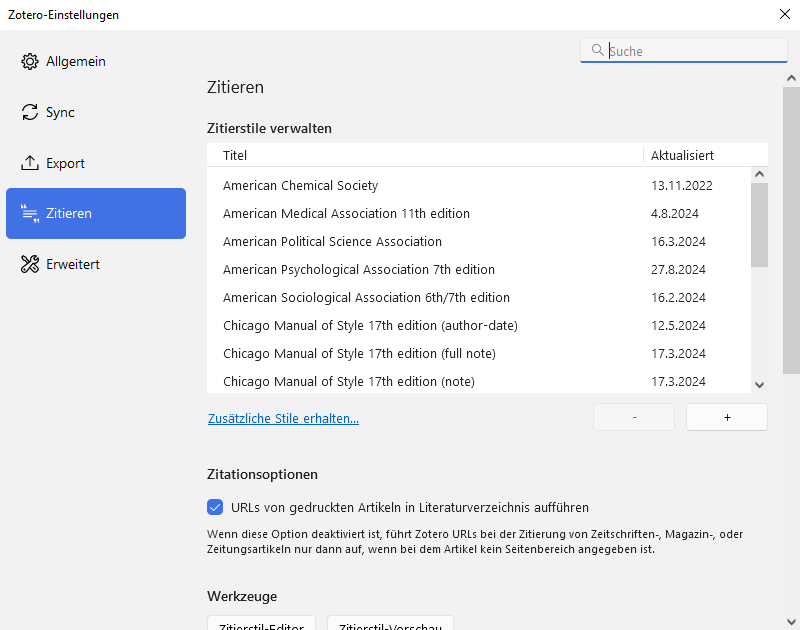 Zotero-Einstellungen
Suche
Allgemein
Sync
Export
Zitieren
Erweitert
Zitieren
Zitierstile verwalten
Titel Aktualisiert
American Chemical Society 13.11.2022
American Medical Association 11th edition 4.8.2024
American Political Science Association 16.3.2024
American Psychological Association 7th edition 27.8.2024
American Sociological Association 6th/7th edition 16.2.2024
Chicago Manual of Style 17th edition (author-date) 12.5.2024
Chicago Manual of Style 17th edition (full note) 17.3.2024
Chicago Manual of Style 17th edition (note) 17.3.2024
Zusätzliche Stile erhalten... - +
Zitationsoptionen
URLs von gedruckten Artikeln in Literaturverzeichnis aufführen
Wenn diese Option deaktiviert ist, führt Zotero URLs bei der Zitierung von Zeitschriften-, Magazin-, oder
Zeitungsartikeln nur dann auf, wenn bei dem Artikel kein Seitenbereich angegeben ist.
Werkzeuge
Zitierstil-Editor Zitierstil-Vorschau